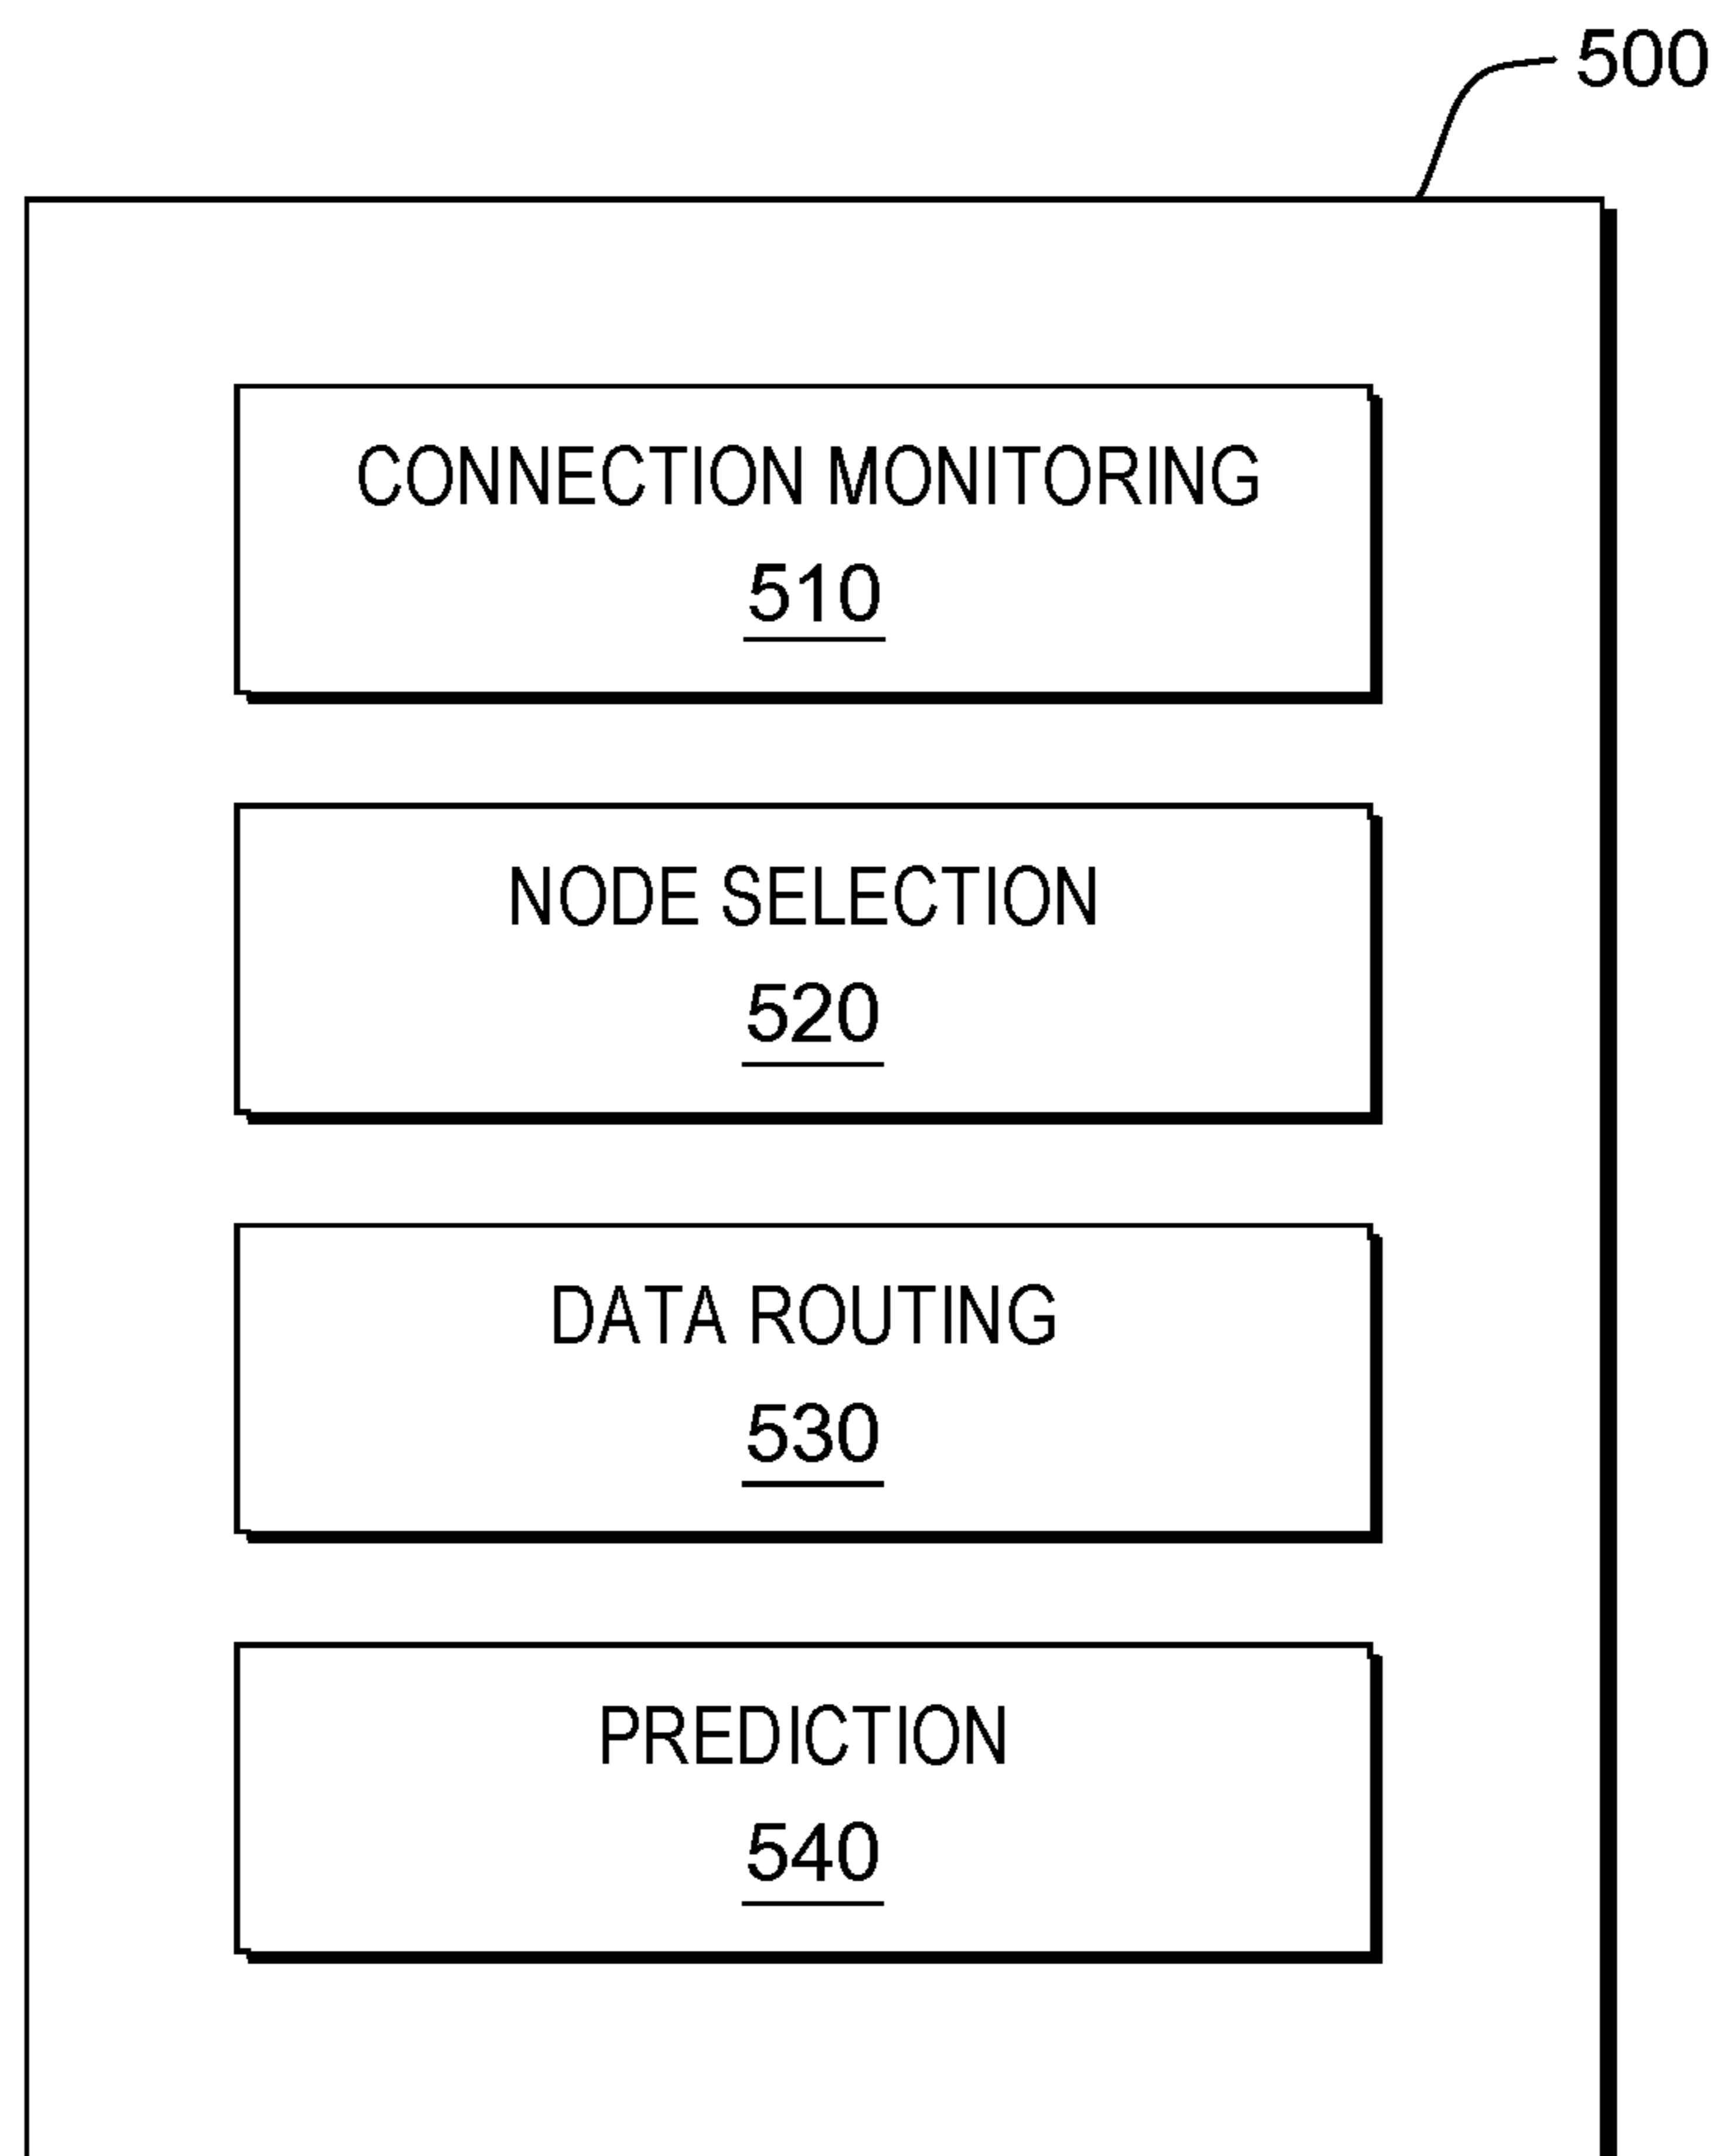 500
CONNECTION MONITORING
510
NODE SELECTION
520
DATA ROUTING
530
PREDICTION
540